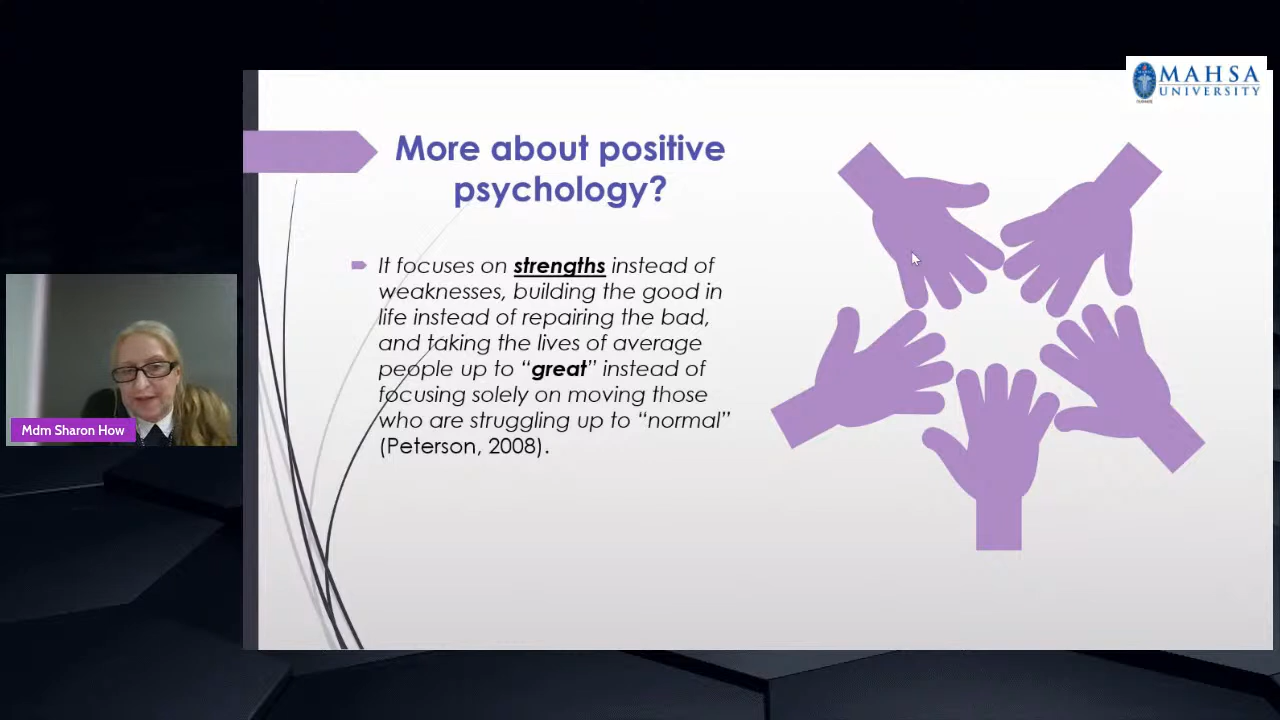 MAHSA
UNIVERSITY
More about positive
psychology?
It focuses on strengths instead of
weaknesses, building the good in
life instead of repairing the bad,
and taking the lives of average
people up to “great” instead of
focusing solely on moving those
who are struggling up to “normal”
(Peterson, 2008).
Mdm Sharon How